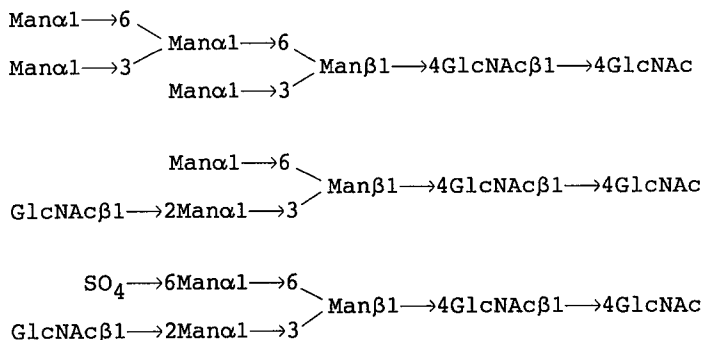 Manα1→6
Manα1→6
Manα1→3 Manβ1→4GlcNAcβ1→4GlcNAc
Manα1→3
Manα1→6
Manβ1→4GlcNAcβ1→4GlcNAc
GlcNAcβ1→2Manα1→3
SO₄→6Manα1→6
Manβ1→4GlcNAcβ1→4GlcNAc
GlcNAcβ1→2Manα1→3